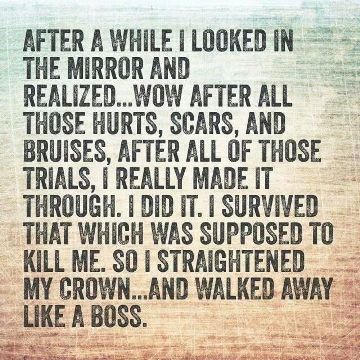 AFTER A WHILE I LOOKED IN
THE MIRROR AND
REALIZED...WOW AFTER ALL
THOSE HURTS, SCARS, AND
BRUISES, AFTER ALL OF THOSE
TRIALS, I REALLY MADE IT
THROUGH. I DID IT. I SURVIVED
THAT WHICH WAS SUPPOSED TO
KILL ME. SO I STRAIGHTENED
MY CROWN...AND WALKED AWAY
LIKE A BOSS.